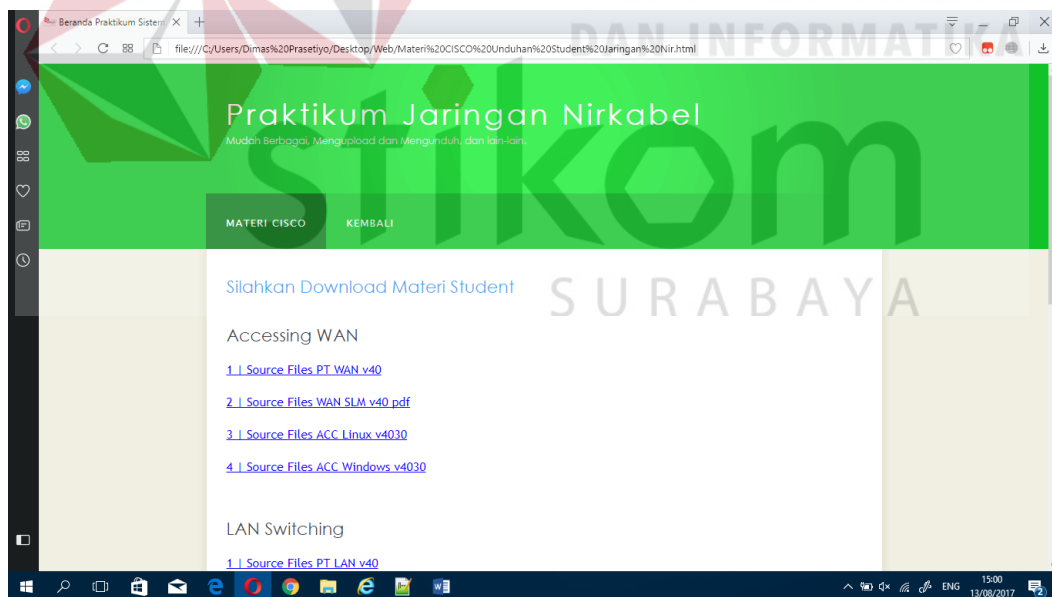 Beranda Praktikum Sistem
file:///C:/Users/Dimas%20Prasetiyo/Desktop/Web/Materi%20CISCO%20Unduhan%20Student%20Jaringan%20Nir.html
DAN INFORMATIKA
Praktikum Jaringan Nirkabel
Mudah Berbagai, Mengupload dan Mengunduh, dan lain-lain.
stikom
MATERI CISCO
KEMBALI
SURABAYA
Silahkan Download Materi Student
Accessing WAN
1 | Source Files PT WAN v40
2 | Source Files WAN SLM v40 pdf
3 | Source Files ACC Linux v4030
4 | Source Files ACC Windows v4030
LAN Switching
1 | Source Files PT LAN v40
ENG
15:00
13/08/2017
2